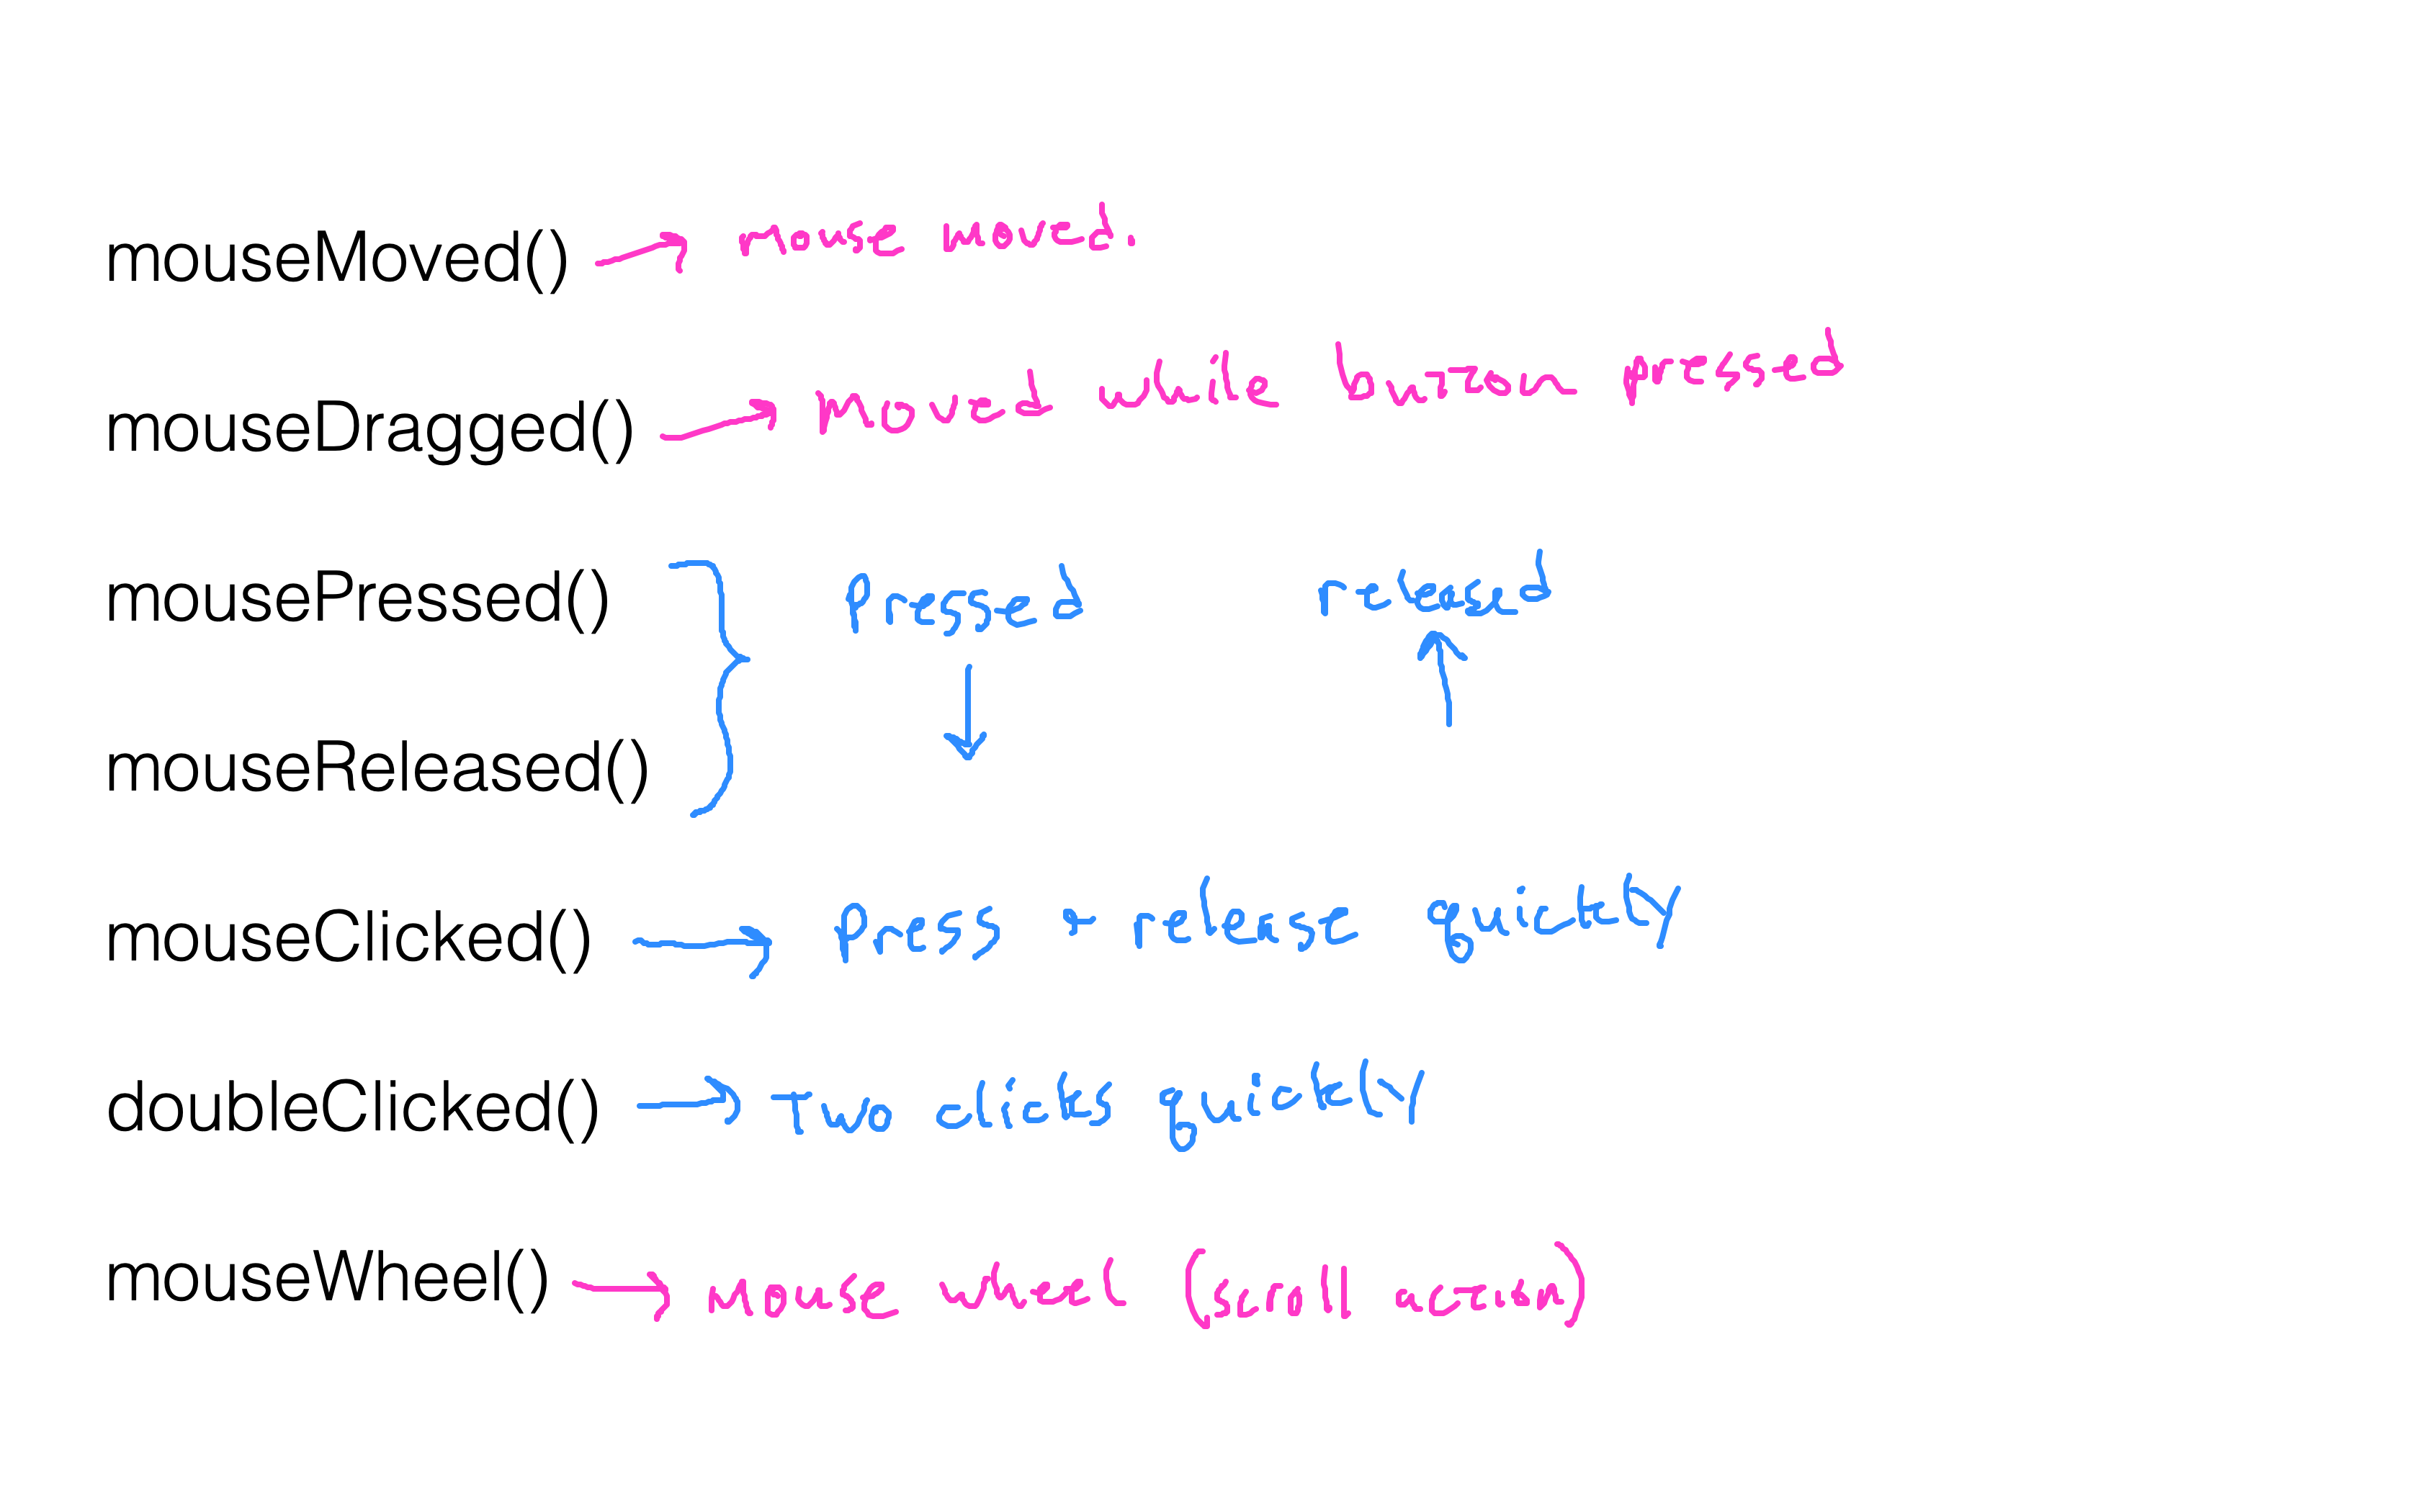 mouseMoved() → mouse moved.
mouseDragged() → moved while button pressed
mousePressed() } pressed ↓ released ↑
mouseReleased()
mouseClicked() → press → release quickly
doubleClicked() → two clicks quickly
mouseWheel() → mouse wheel (scroll action)